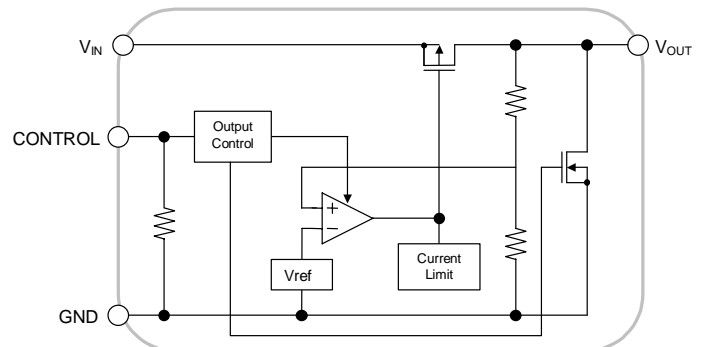 VIN
VOUT
CONTROL
Output
Control
+
−
Vref
Current
Limit
GND